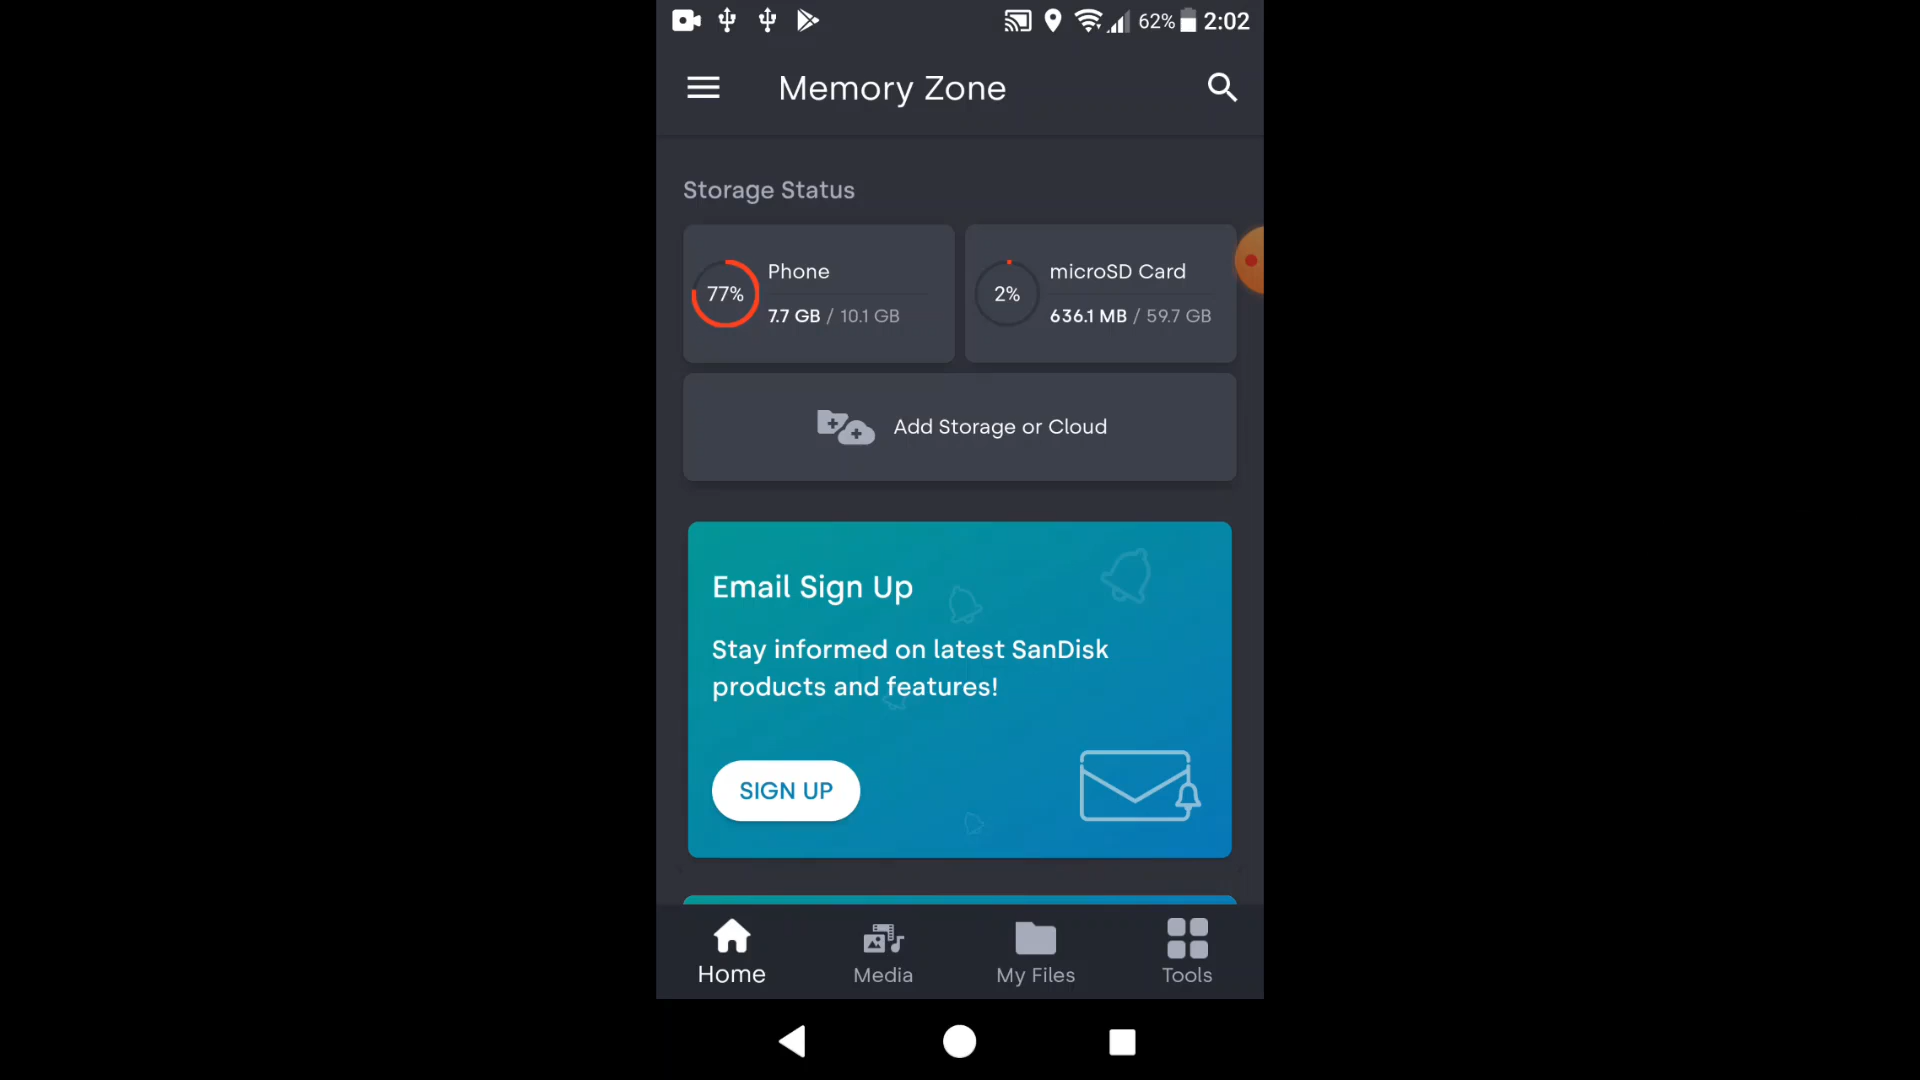 62% 2:02
Memory Zone
Storage Status
77%
Phone
7.7 GB / 10.1 GB
2%
microSD Card
636.1 MB / 59.7 GB
Add Storage or Cloud
Email Sign Up
Stay informed on latest SanDisk
products and features!
SIGN UP
Home
Media
My Files
Tools